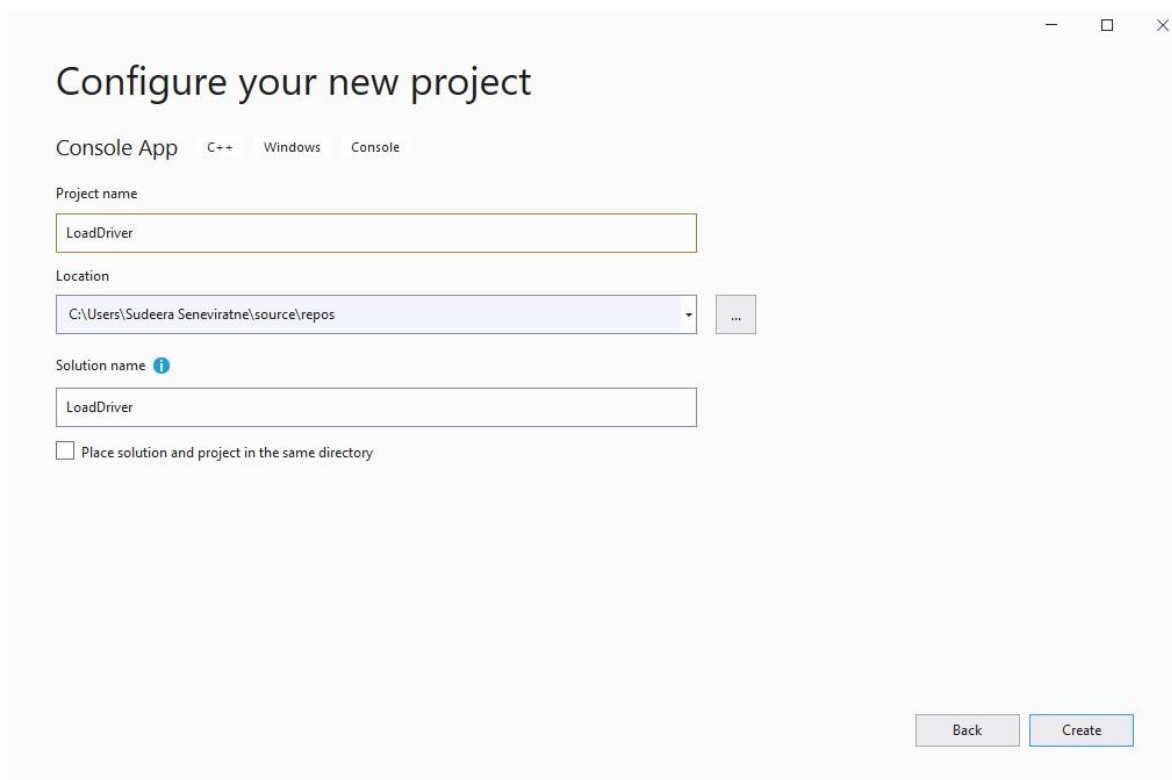 Configure your new project
Console App C++ Windows Console
Project name
LoadDriver
Location
C:\Users\Sudeera Seneviratne\source\repos
...
Solution name
LoadDriver
Place solution and project in the same directory
Back Create